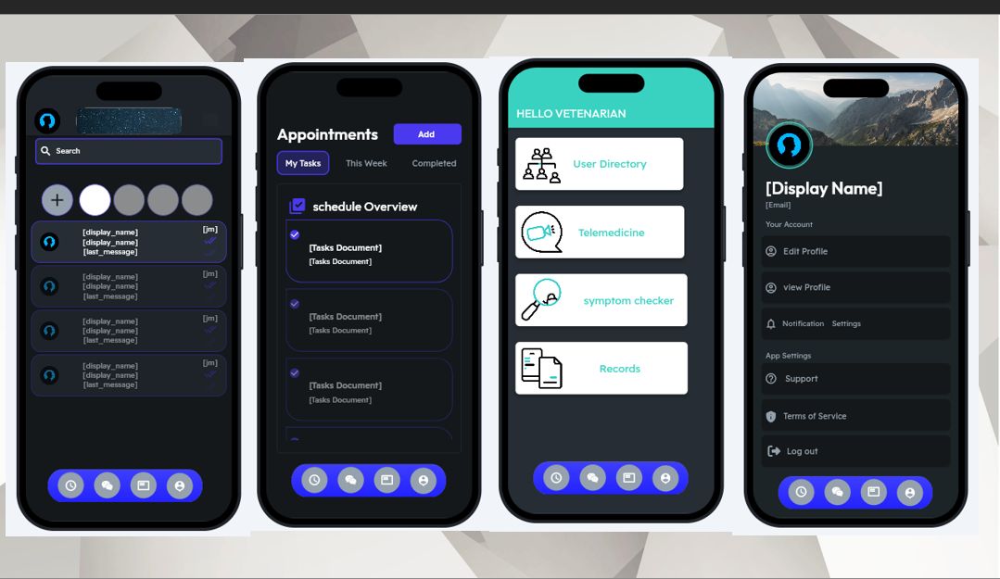 Search
[display_name]
[display_name]
[last_message]
[jm]
[display_name]
[display_name]
[last_message]
[jm]
[display_name]
[display_name]
[last_message]
[jm]
[display_name]
[display_name]
[last_message]
[jm]
Appointments
Add
My Tasks
This Week
Completed
schedule Overview
[Tasks Document]
[Tasks Document]
[Tasks Document]
[Tasks Document]
[Tasks Document]
[Tasks Document]
HELLO VETENARIAN
User Directory
Telemedicine
symptom checker
Records
[Display Name]
[Email]
Your Account
Edit Profile
view Profile
Notification Settings
App Settings
Support
Terms of Service
Log out